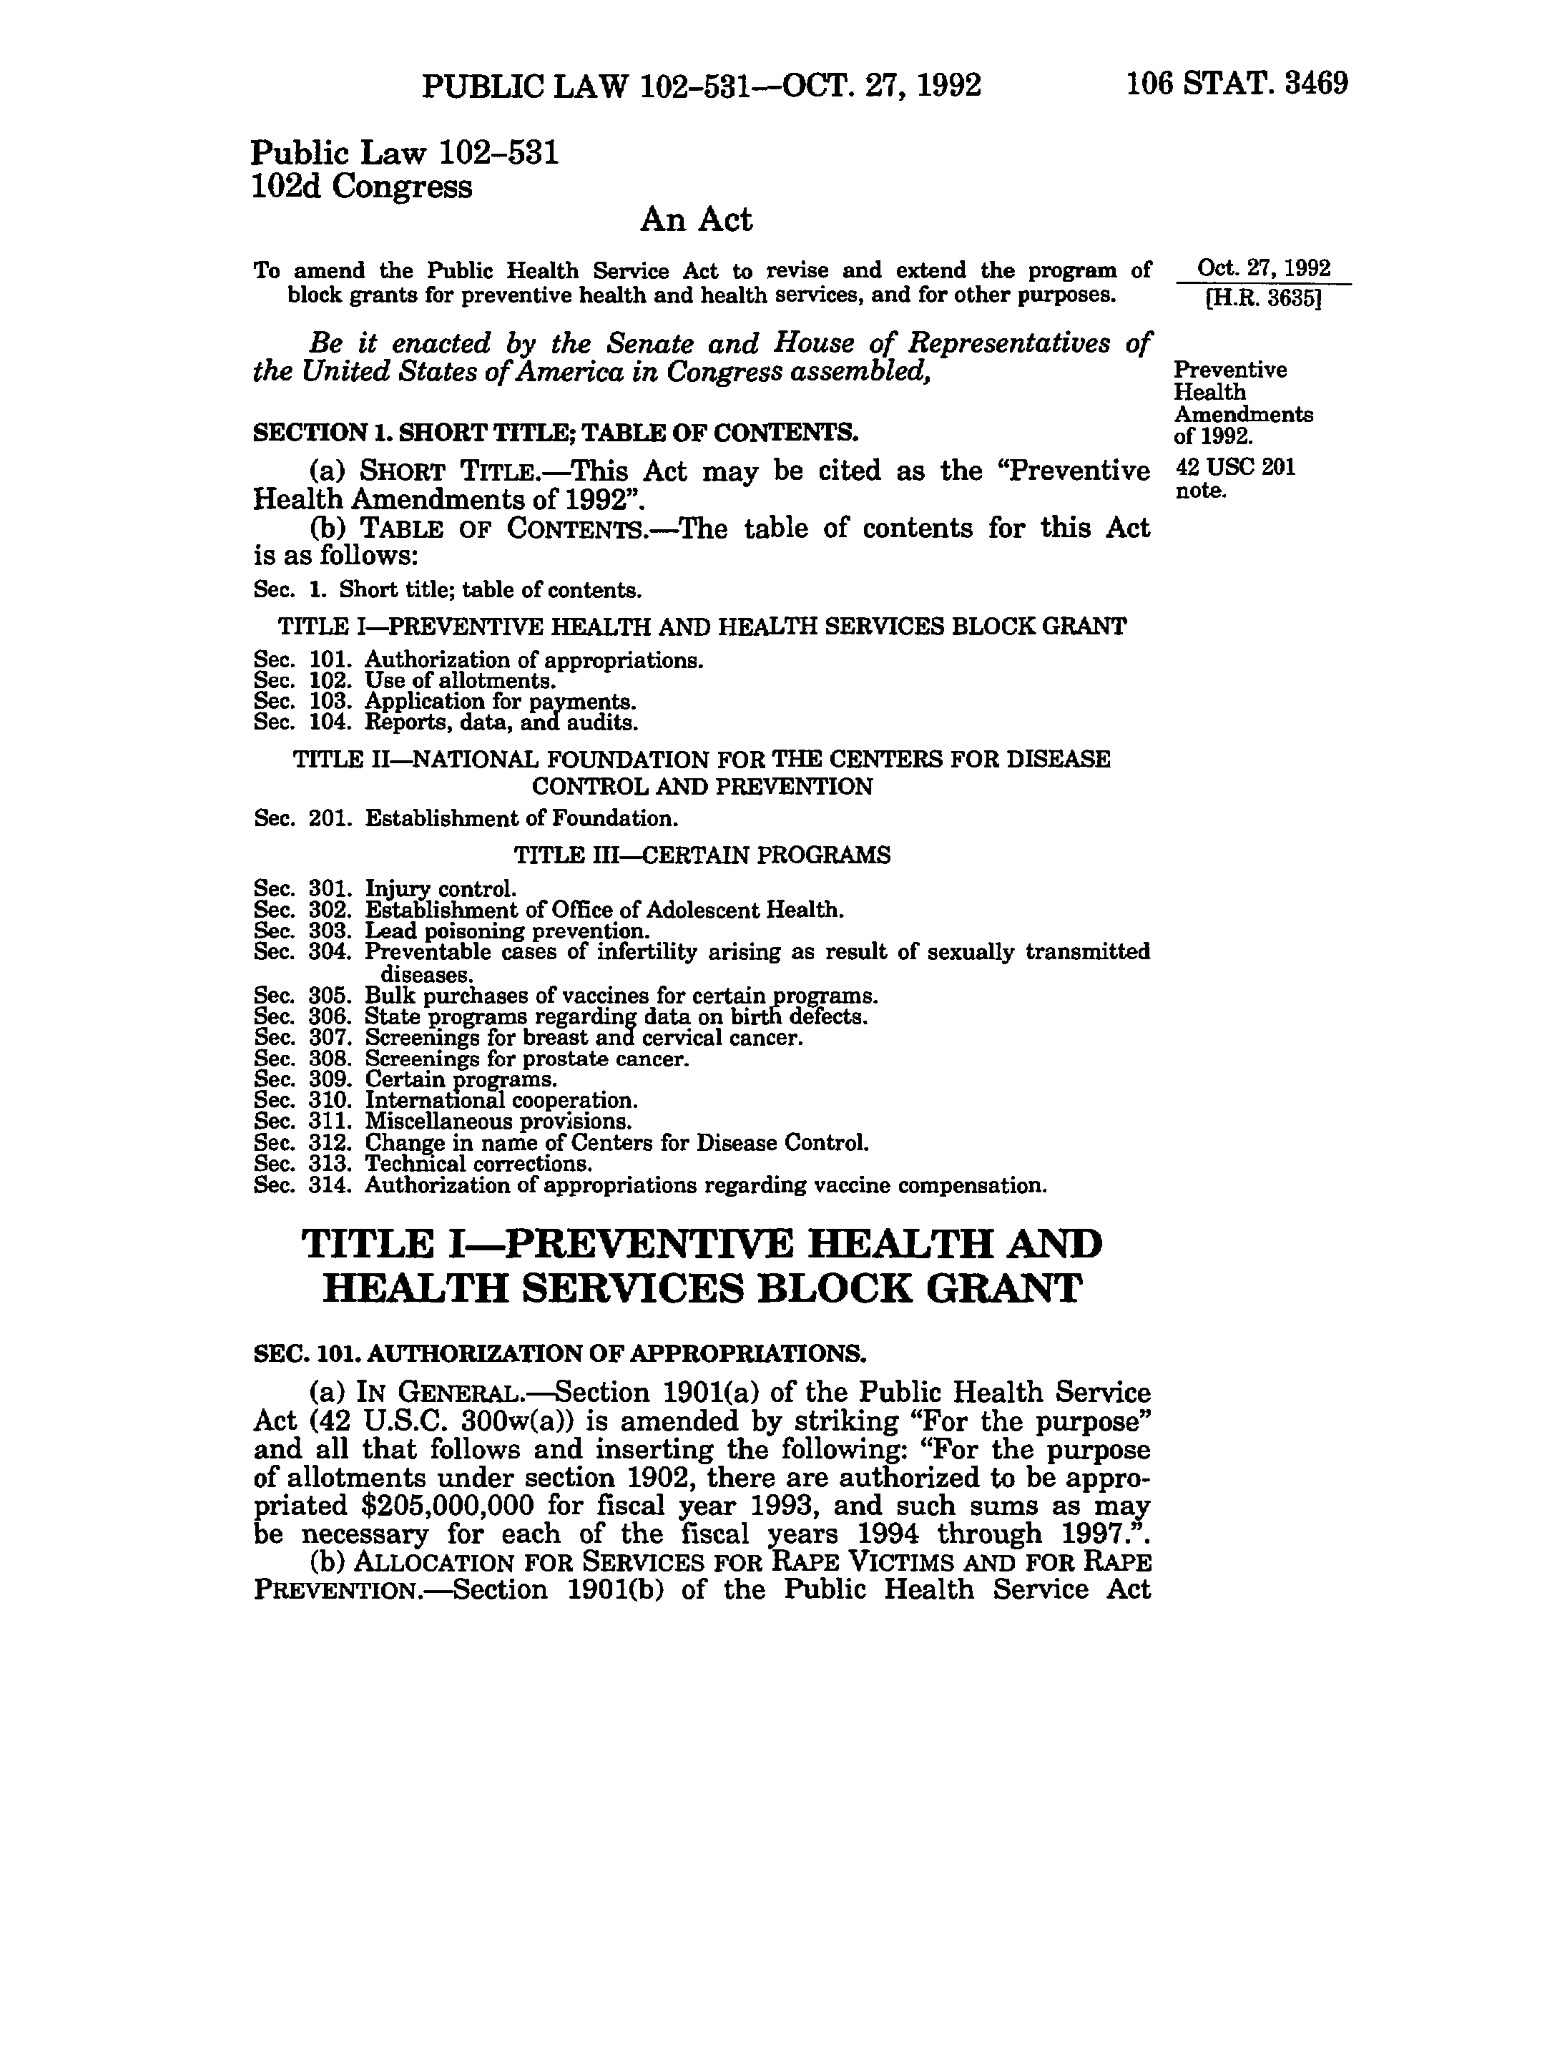 PUBLIC LAW 102–531—OCT. 27, 1992 106 STAT. 3469
Public Law 102–531
102d Congress
An Act
To amend the Public Health Service Act to revise and extend the program of
block grants for preventive health and health services, and for other purposes.
Oct. 27, 1992
[H.R. 3635]
Be it enacted by the Senate and House of Representatives of
the United States of America in Congress assembled,
Preventive
Health
Amendments
of 1992.
SECTION 1. SHORT TITLE; TABLE OF CONTENTS.
(a) SHORT TITLE.—This Act may be cited as the “Preventive
Health Amendments of 1992”.
42 USC 201
note.
(b) TABLE OF CONTENTS.—The table of contents for this Act
is as follows:
Sec. 1. Short title; table of contents.
TITLE I—PREVENTIVE HEALTH AND HEALTH SERVICES BLOCK GRANT
Sec. 101. Authorization of appropriations.
Sec. 102. Use of allotments.
Sec. 103. Application for payments.
Sec. 104. Reports, data, and audits.
TITLE II—NATIONAL FOUNDATION FOR THE CENTERS FOR DISEASE
CONTROL AND PREVENTION
Sec. 201. Establishment of Foundation.
TITLE III—CERTAIN PROGRAMS
Sec. 301. Injury control.
Sec. 302. Establishment of Office of Adolescent Health.
Sec. 303. Lead poisoning prevention.
Sec. 304. Preventable cases of infertility arising as result of sexually transmitted
diseases.
Sec. 305. Bulk purchases of vaccines for certain programs.
Sec. 306. State programs regarding data on birth defects.
Sec. 307. Screenings for breast and cervical cancer.
Sec. 308. Screenings for prostate cancer.
Sec. 309. Certain programs.
Sec. 310. International cooperation.
Sec. 311. Miscellaneous provisions.
Sec. 312. Change in name of Centers for Disease Control.
Sec. 313. Technical corrections.
Sec. 314. Authorization of appropriations regarding vaccine compensation.
TITLE I—PREVENTIVE HEALTH AND
HEALTH SERVICES BLOCK GRANT
SEC. 101. AUTHORIZATION OF APPROPRIATIONS.
(a) IN GENERAL.—Section 1901(a) of the Public Health Service
Act (42 U.S.C. 300w(a)) is amended by striking “For the purpose”
and all that follows and inserting the following: “For the purpose
of allotments under section 1902, there are authorized to be appro-
priated $205,000,000 for fiscal year 1993, and such sums as may
be necessary for each of the fiscal years 1994 through 1997.”.
(b) ALLOCATION FOR SERVICES FOR RAPE VICTIMS AND FOR RAPE
PREVENTION.—Section 1901(b) of the Public Health Service Act